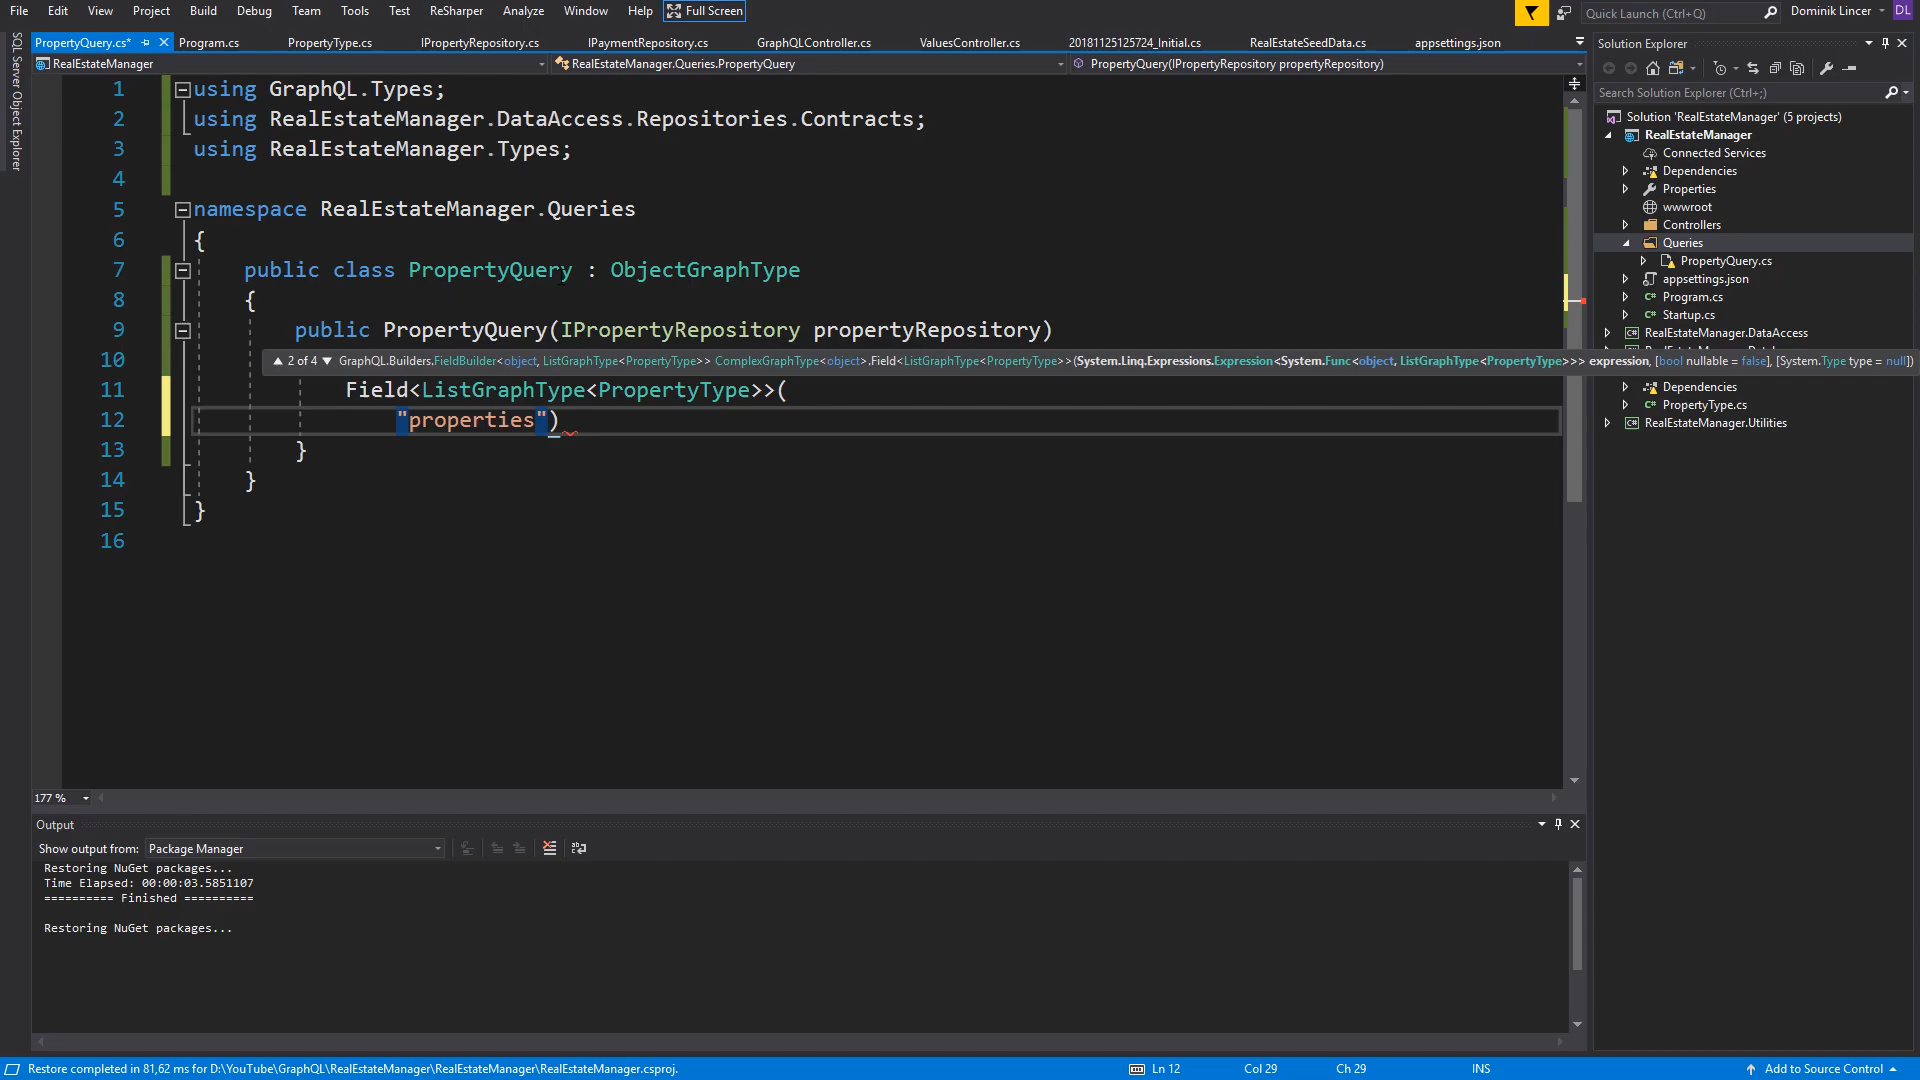 File Edit View Project Build Debug Team Tools Test ReSharper Analyze Window Help Full Screen Quick Launch (Ctrl+Q) Dominik Lincer DL
SQL Server Object Explorer
PropertyQuery.cs* Program.cs PropertyType.cs IPropertyRepository.cs IPaymentRepository.cs GraphQLController.cs ValuesController.cs 20181125125724_Initial.cs RealEstateSeedData.cs appsettings.json
RealEstateManager RealEstateManager.Queries.PropertyQuery PropertyQuery(IPropertyRepository propertyRepository)
1 using GraphQL.Types;
2 using RealEstateManager.DataAccess.Repositories.Contracts;
3 using RealEstateManager.Types;
4
5 namespace RealEstateManager.Queries
6 {
7 public class PropertyQuery : ObjectGraphType
8 {
9 public PropertyQuery(IPropertyRepository propertyRepository)
10
2 of 4 GraphQL.Builders.FieldBuilder<object, ListGraphType<PropertyType>> ComplexGraphType<object>.Field<ListGraphType<PropertyType>>(System.Linq.Expressions.Expression<System.Func<object, ListGraphType<PropertyType>>> expression, [bool nullable = false], [System.Type type = null])
11 Field<ListGraphType<PropertyType>>(
12 "properties")
13 }
14 }
15 }
16
177 %
Output
Show output from: Package Manager
Restoring NuGet packages...
Time Elapsed: 00:00:03.5851107
========== Finished ==========
Restoring NuGet packages...
Solution Explorer
Search Solution Explorer (Ctrl+;)
Solution 'RealEstateManager' (5 projects)
RealEstateManager
Connected Services
Dependencies
Properties
wwwroot
Controllers
Queries
PropertyQuery.cs
appsettings.json
Program.cs
Startup.cs
RealEstateManager.DataAccess
Dependencies
PropertyType.cs
RealEstateManager.Utilities
Restore completed in 81,62 ms for D:\YouTube\GraphQL\RealEstateManager\RealEstateManager\RealEstateManager.csproj. Ln 12 Col 29 Ch 29 INS Add to Source Control